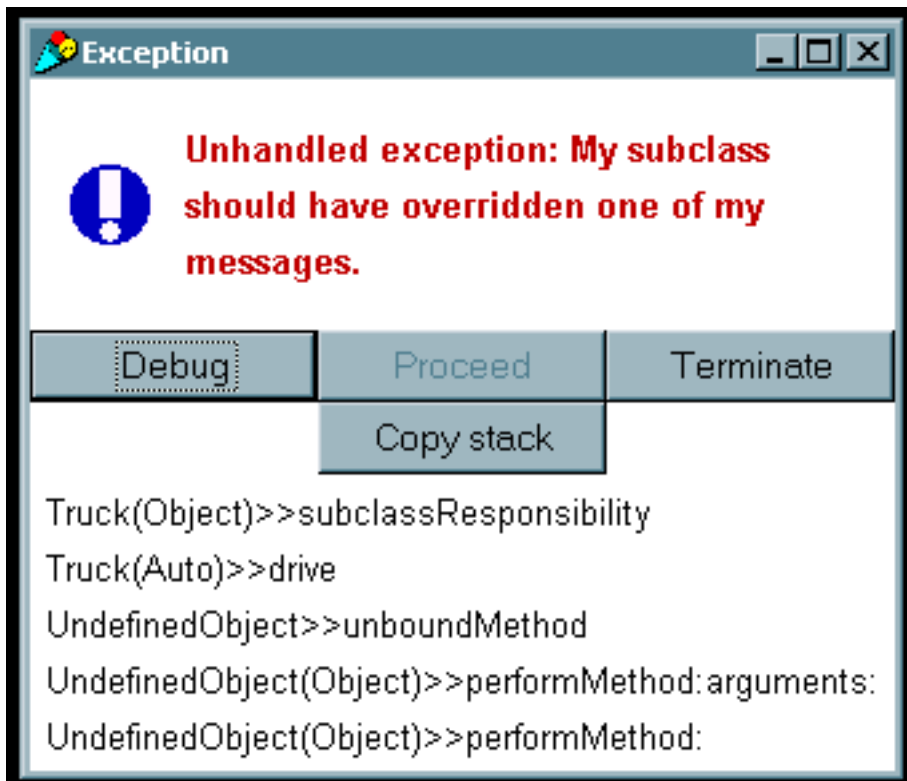 Exception
Unhandled exception: My subclass
should have overridden one of my
messages.
Debug Proceed Terminate
Copy stack
Truck(Object)>>subclassResponsibility
Truck(Auto)>>drive
UndefinedObject>>unboundMethod
UndefinedObject(Object)>>performMethod:arguments:
UndefinedObject(Object)>>performMethod: